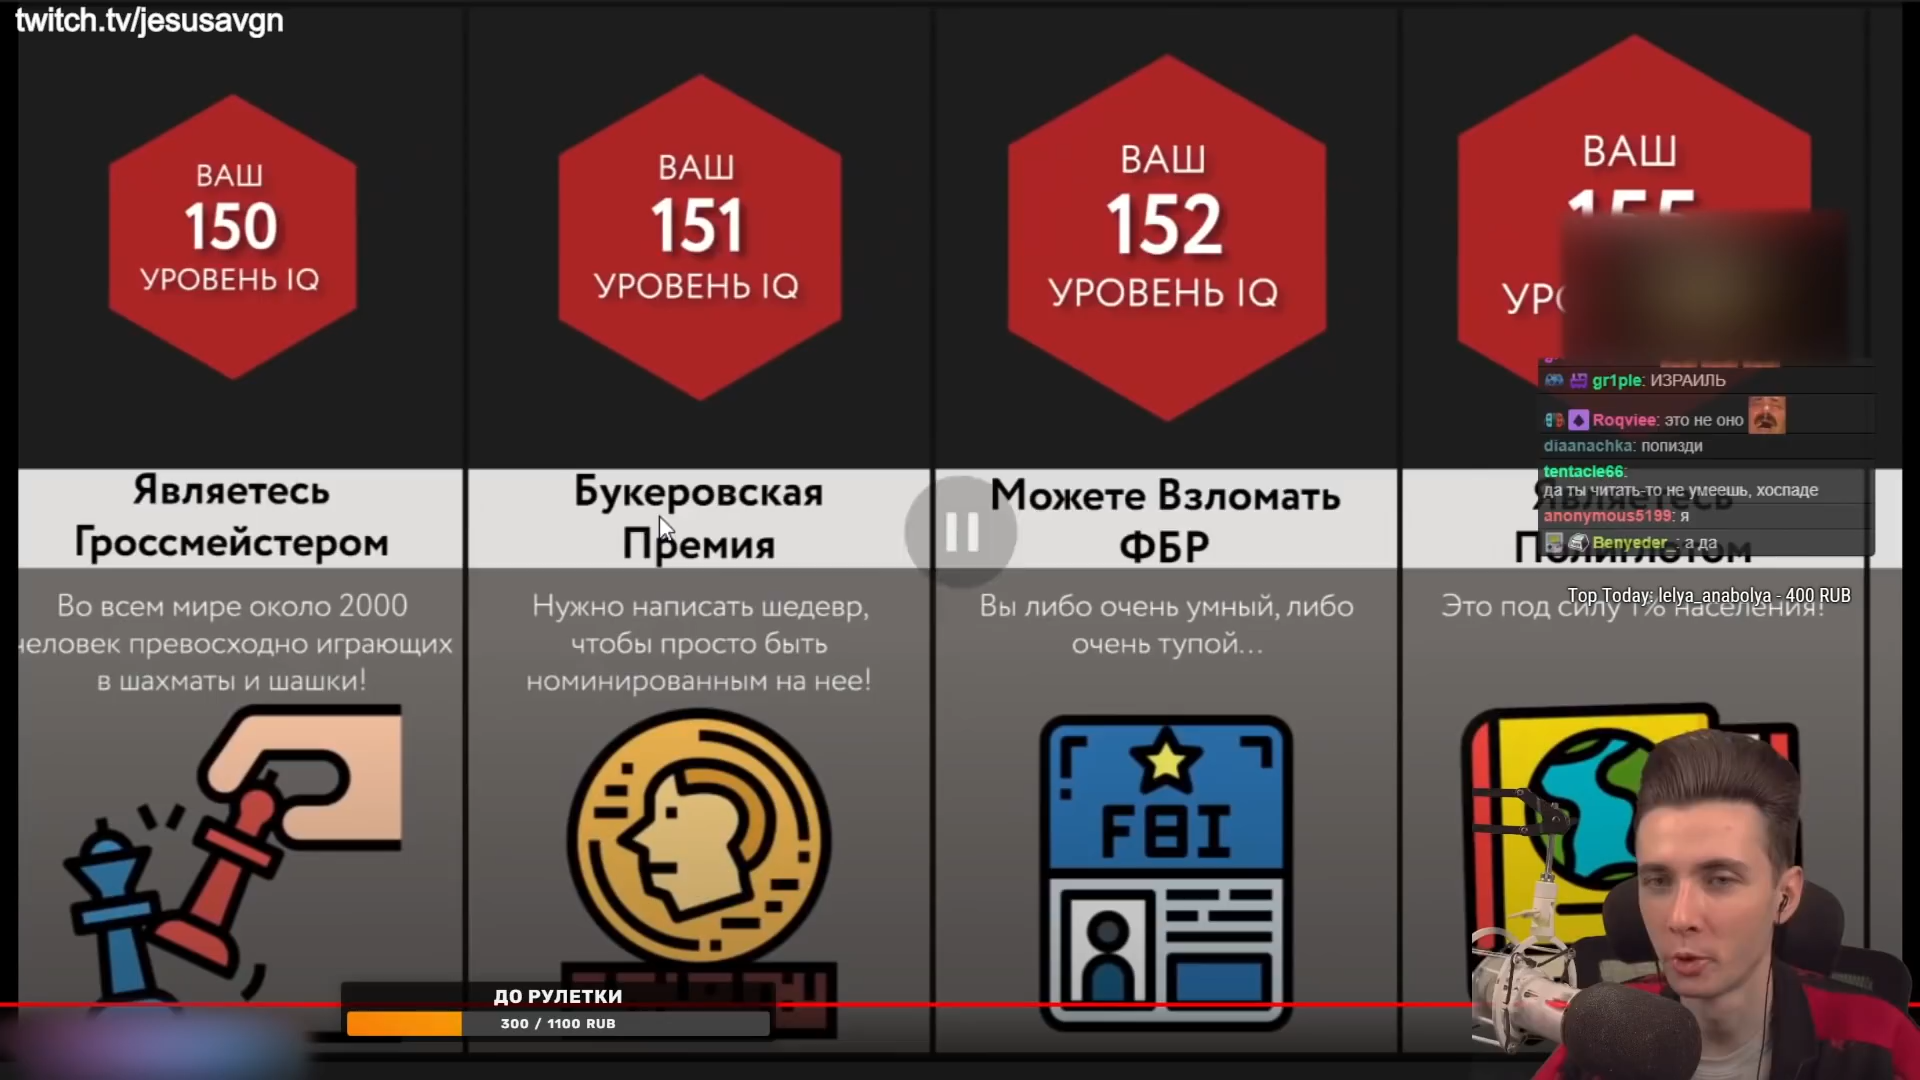 twitch.tv/jesusavgn
ВАШ
150
УРОВЕНЬ IQ
Являетесь
Гроссмейстером
Во всем мире около 2000
человек превосходно играющих
в шахматы и шашки!
ВАШ
151
УРОВЕНЬ IQ
Букеровская
Премия
Нужно написать шедевр,
чтобы просто быть
номинированным на нее!
ВАШ
152
УРОВЕНЬ IQ
Можете Взломать
ФБР
Вы либо очень умный, либо
очень тупой...
FBI
ВАШ
155
Являетесь
Полиглотом
Это под силу 1% населения!
gr1ple: ИЗРАИЛЬ
Roqviee: это не оно
diaanachka: попизди
tentacle66:
да ты читать-то не умеешь, хоспаде
anonymous5199: я
Benyeder_: а да
Top Today: lelya_anabolya - 400 RUB
ДО РУЛЕТКИ
300 / 1100 RUB